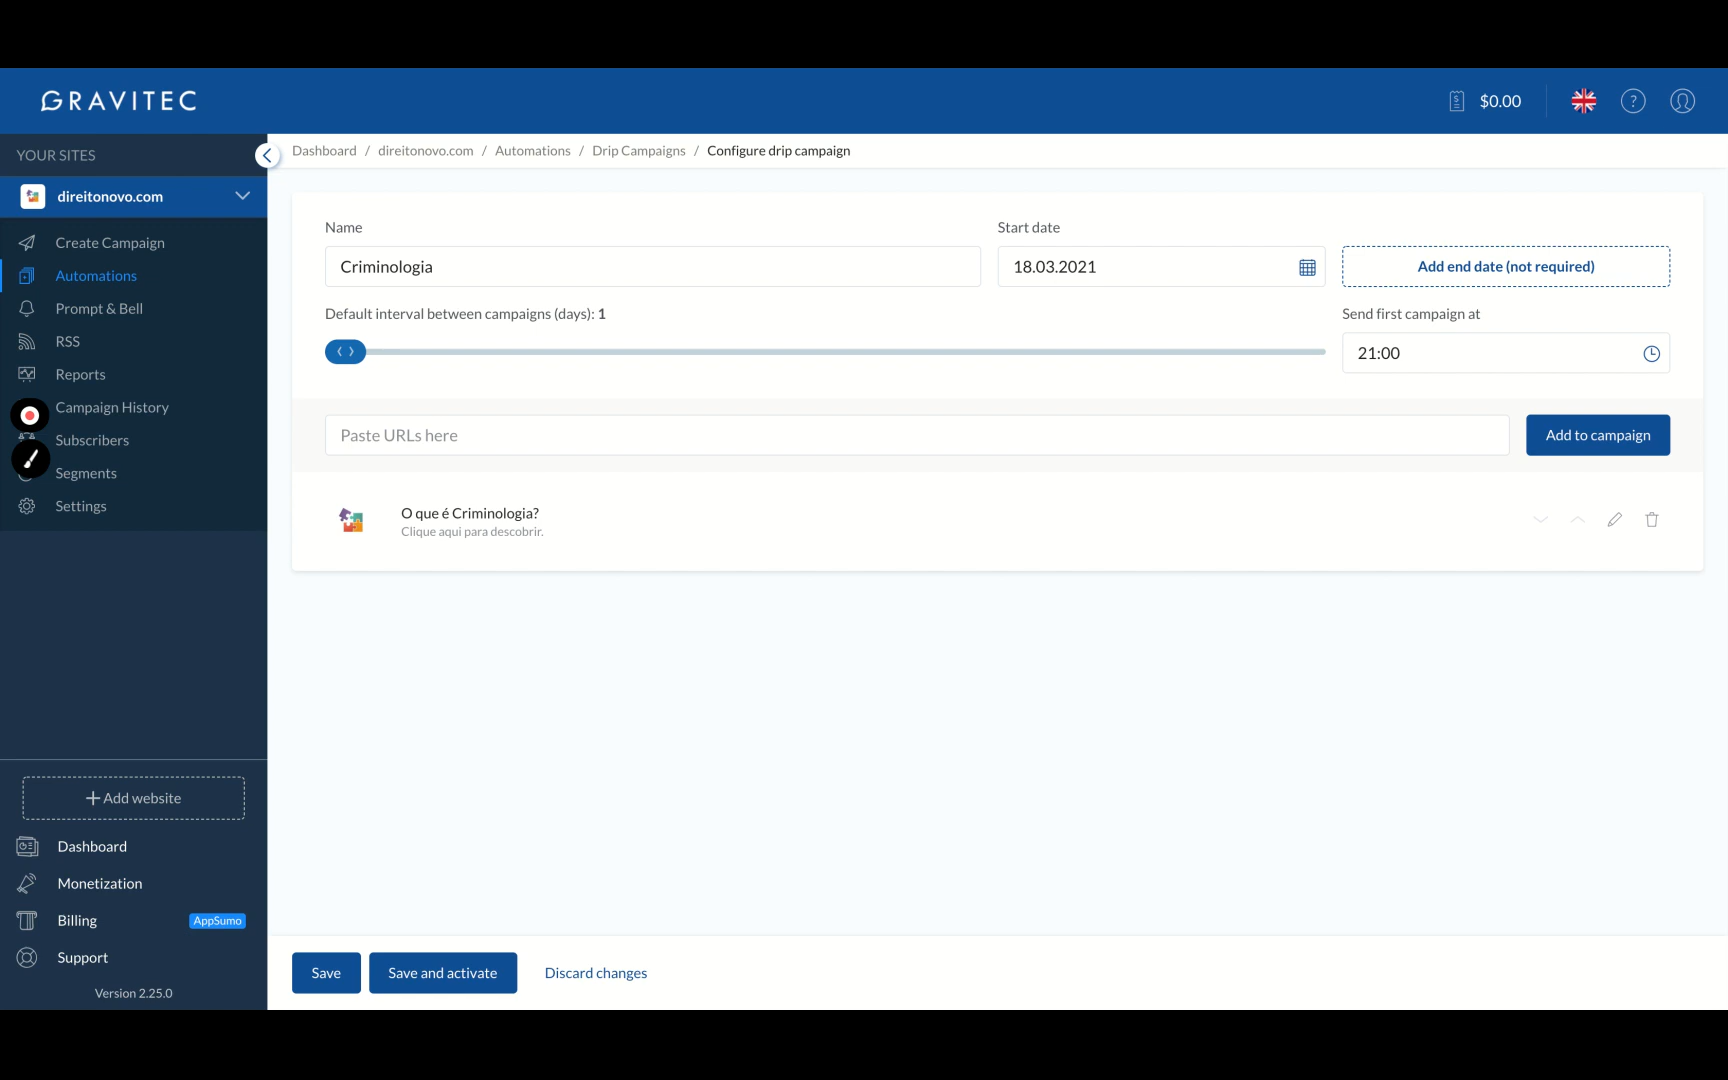 GRAVITEC
$0.00
?
YOUR SITES
direitonovo.com
Create Campaign
Automations
Prompt & Bell
RSS
Reports
Campaign History
Subscribers
Segments
Settings
Add website
Dashboard
Monetization
Billing
AppSumo
Support
Version 2.25.0
Dashboard / direitonovo.com / Automations / Drip Campaigns / Configure drip campaign
Name
Criminologia
Start date
18.03.2021
Add end date (not required)
Default interval between campaigns (days): 1
Send first campaign at
21:00
Paste URLs here
Add to campaign
O que é Criminologia?
Clique aqui para descobrir.
Save
Save and activate
Discard changes